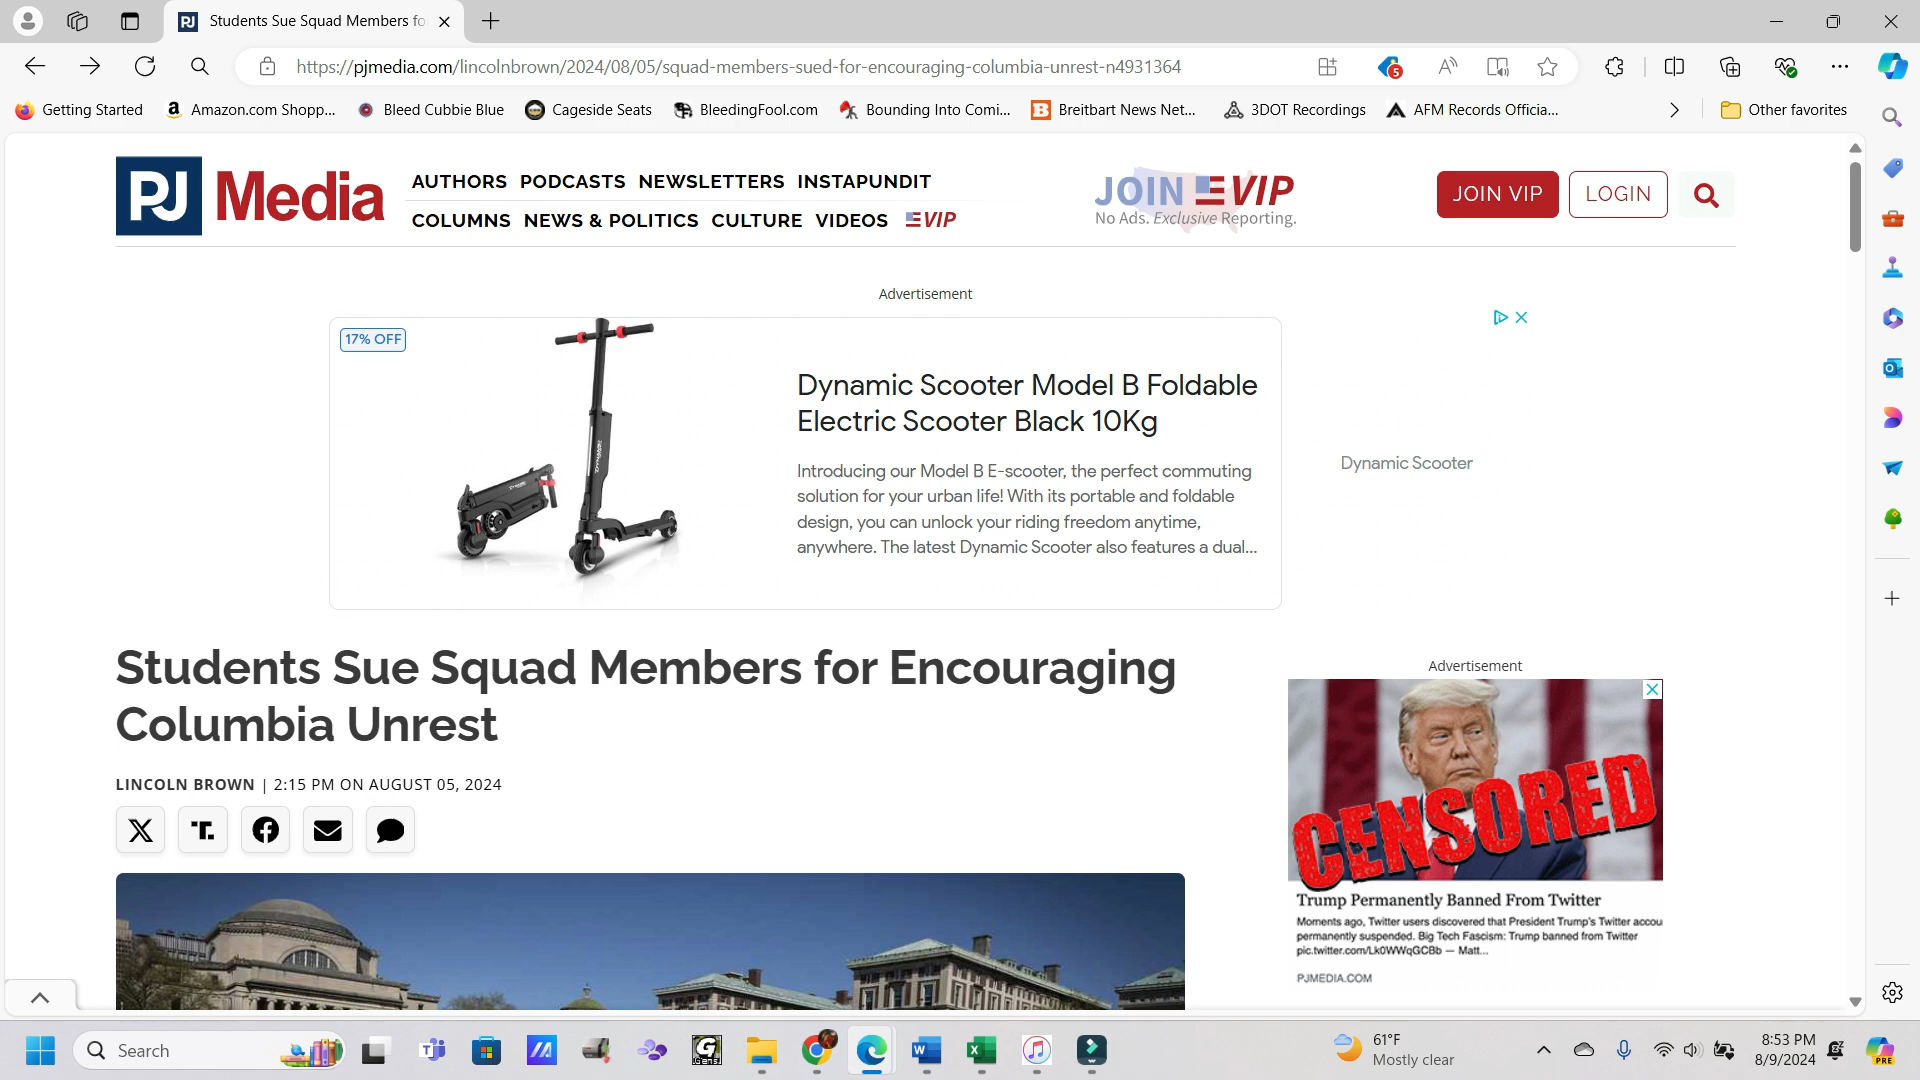 Students Sue Squad Members fo
https://pjmedia.com/lincolnbrown/2024/08/05/squad-members-sued-for-encouraging-columbia-unrest-n4931364
5
Getting Started
Amazon.com Shopp...
Bleed Cubbie Blue
Cageside Seats
BleedingFool.com
Bounding Into Comi...
Breitbart News Net...
3DOT Recordings
AFM Records Officia...
Other favorites
PJ Media
AUTHORS PODCASTS NEWSLETTERS INSTAPUNDIT
COLUMNS NEWS & POLITICS CULTURE VIDEOS VIP
JOIN VIP
No Ads. Exclusive Reporting.
JOIN VIP
LOGIN
Advertisement
17% OFF
Dynamic Scooter Model B Foldable
Electric Scooter Black 10Kg
Introducing our Model B E-scooter, the perfect commuting
solution for your urban life! With its portable and foldable
design, you can unlock your riding freedom anytime,
anywhere. The latest Dynamic Scooter also features a dual...
Dynamic Scooter
Students Sue Squad Members for Encouraging
Columbia Unrest
LINCOLN BROWN | 2:15 PM ON AUGUST 05, 2024
Advertisement
CENSORED
Trump Permanently Banned From Twitter
Moments ago, Twitter users discovered that President Trump's Twitter accou
permanently suspended. Big Tech Fascism: Trump banned from Twitter
pic.twitter.com/Lk0WWqGCBb — Matt...
PJMEDIA.COM
Search
61°F
Mostly clear
8:53 PM
8/9/2024
PRE